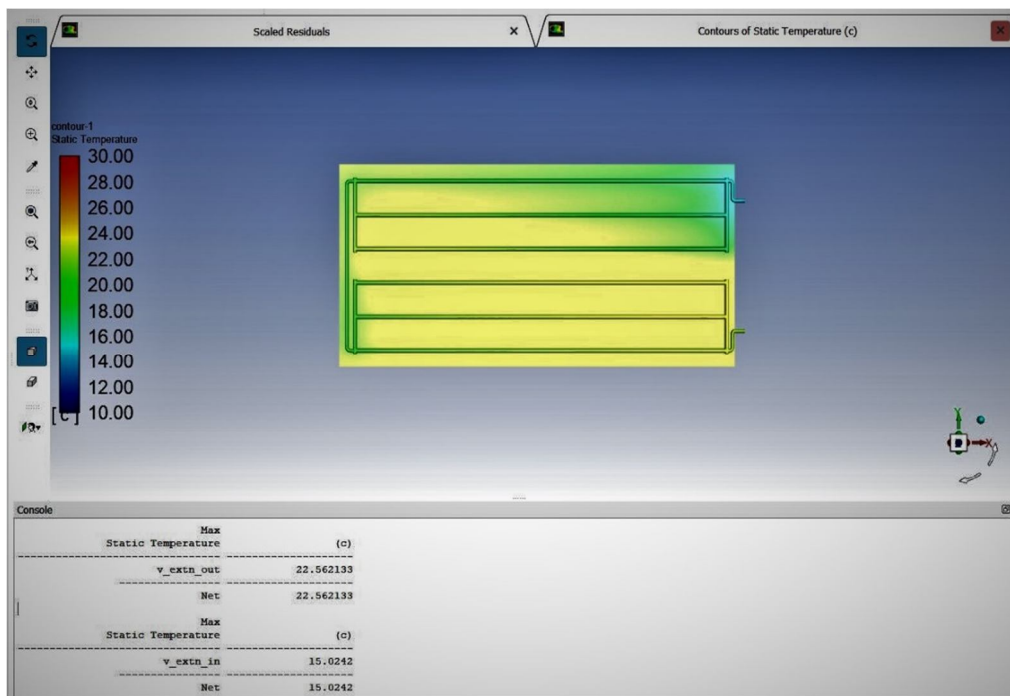 Scaled Residuals
Contours of Static Temperature (c)
contour-1
Static Temperature
30.00
28.00
26.00
24.00
22.00
20.00
18.00
16.00
14.00
12.00
[c] 10.00
Y
X
Console
Max
Static Temperature (c)
v_extn_out 22.562133
Net 22.562133
Max
Static Temperature (c)
v_extn_in 15.0242
Net 15.0242